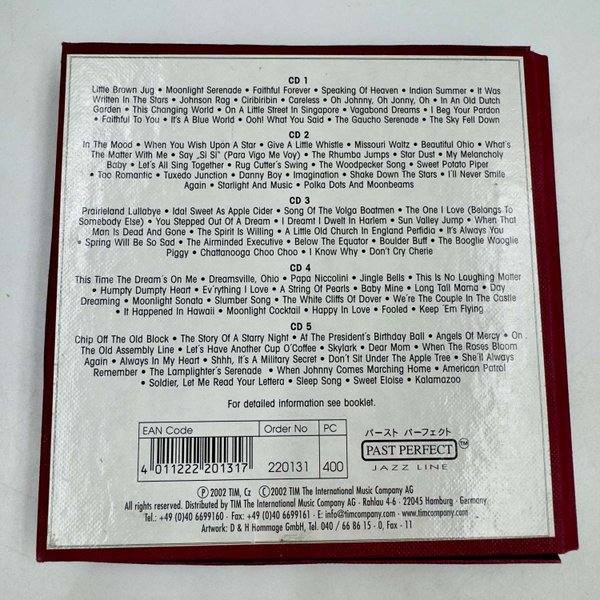 CD 1
Little Brown Jug • Moonlight Serenade • Faithful Forever • Speaking Of Heaven • Indian Summer • It Was
Written In The Stars • Johnson Rag • Ciribiribin • Careless • Oh Johnny, Oh Jonny, Oh • In An Old Dutch
Garden • This Changing World • On A Little Street In Singapore • Vagabond Dreams • I Beg Your Pardon
• Faithful To You • It's A Blue World • Ooh! What You Said • The Gaucho Serenade • The Sky Fell Down
CD 2
In The Mood • When You Wish Upon A Star • Give A Little Whistle • Missouri Waltz • Beautiful Ohio • What's
The Matter With Me • Say „Si Si" (Para Vigo Me Voy) • The Rhumba Jumps • Star Dust • My Melancholy
Baby • Let's All Sing Together • Rug Cutter's Swing • The Woodpecker Song • Sweet Potato Piper
• Too Romantic • Tuxedo Junction • Danny Boy • Imagination • Shake Down The Stars • I'll Never Smile
Again • Starlight And Music • Polka Dots And Moonbeams
CD 3
Prairieland Lullabye • Idal Sweet As Apple Cider • Song Of The Volga Boatmen • The One I Love (Belongs To
Somebody Else) • You Stepped Out Of A Dream • I Dreamt I Dwelt In Harlem • Sun Valley Jump • When That
Man Is Dead And Gone • The Spirit Is Willing • A Little Old Church In England Perfidia • It's Always You
• Spring Will Be So Sad • The Airminded Executive • Below The Equator • Boulder Buff • The Booglie Wooglie
Piggy • Chattanooga Choo Choo • I Know Why • Don't Cry Cherie
CD 4
This Time The Dream's On Me • Dreamsville, Ohio • Papa Niccolini • Jingle Bells • This Is No Laughing Matter
• Humpty Dumpty Heart • Ev'rything I Love • A String Of Pearls • Baby Mine • Long Tall Mama • Day
Dreaming • Moonlight Sonata • Slumber Song • The White Cliffs Of Dover • We're The Couple In The Castle
• It Happened In Hawaii • Moonlight Cocktail • Happy In Love • Fooled • Keep ´Em Flying
CD 5
Chip Off The Old Block • The Story Of A Starry Night • At The President's Birthday Ball • Angels Of Mercy • On
The Old Assembly Line • Let's Have Another Cup O'Coffee • Skylark • Dear Mom • When The Roses Bloom
Again • Always In My Heart • Shhh, It's A Military Secret • Don't Sit Under The Apple Tree • She'll Always
Remember • The Lamplighter's Serenade • When Johnny Comes Marching Home • American Patrol
• Soldier, Let Me Read Your Lettera • Sleep Song • Sweet Eloise • Kalamazoo
For detailed information see booklet.
EAN Code Order No PC
4 011222 201317 220131 400
パースト パーフェクト
PAST PERFECT TM
JAZZ LINE
Ⓟ 2002 TIM, Cz © 2002 TIM The International Music Company AG
All rights reserved. Distributed by TIM The International Music Company AG - Rahlau 4-6 - 22045 Hamburg - Germany
Tel.: +49 (0)40 6699160 - Fax: +49 (0)40 66991 61 - E: info@timcompany.com - www.timcompany.com
Artwork: D & H Hommage GmbH, Tel. 040 / 66 86 15 - 0, Fax - 11